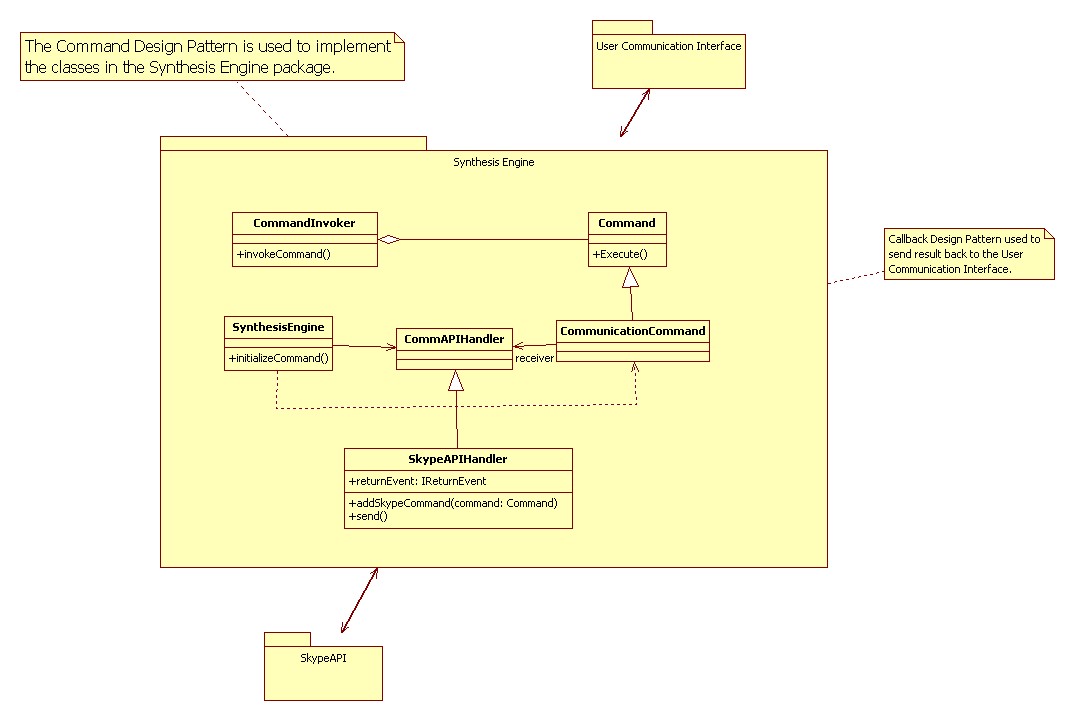 The Command Design Pattern is used to implement
the classes in the Synthesis Engine package.
User Communication Interface
Synthesis Engine
CommandInvoker
+invokeCommand()
Command
+Execute()
Callback Design Pattern used to
send result back to the User
Communication Interface.
SynthesisEngine
+initializeCommand()
CommAPIHandler
receiver
CommunicationCommand
SkypeAPIHandler
+returnEvent: IReturnEvent
+addSkypeCommand(command: Command)
+send()
SkypeAPI